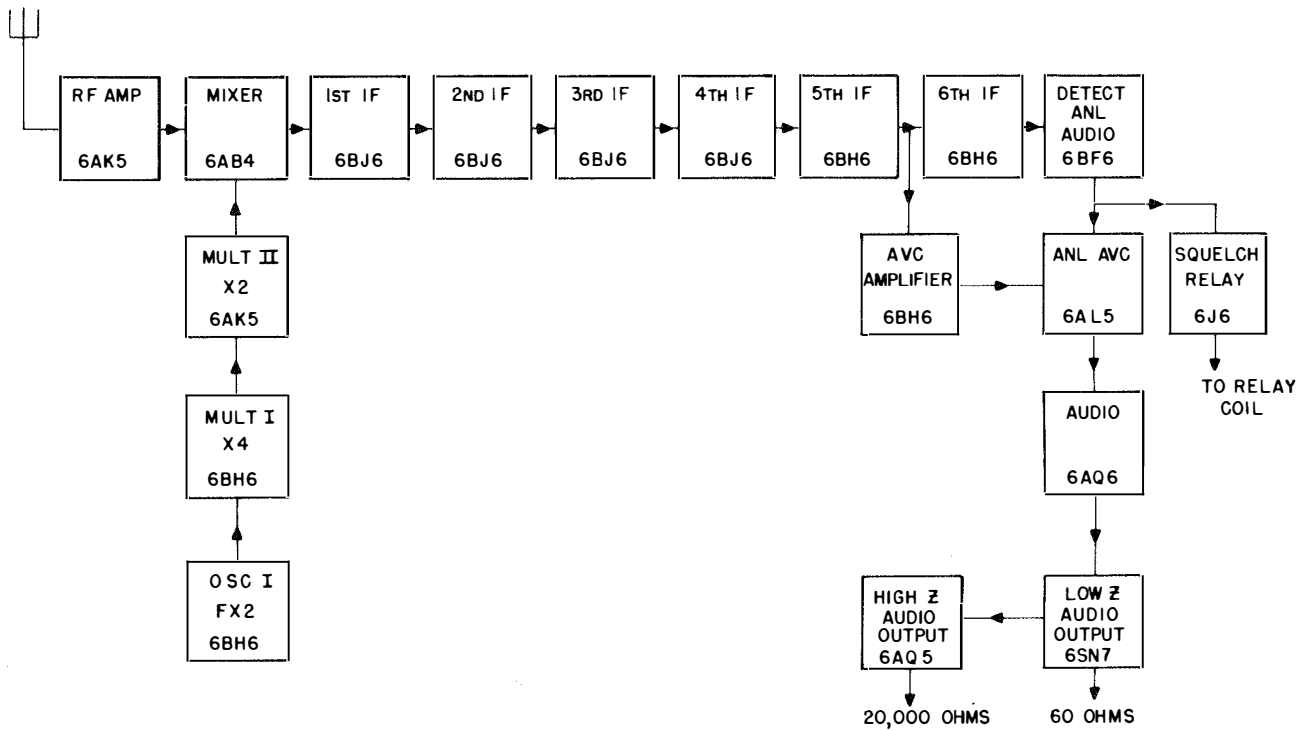 RF AMP
6AK5
MIXER
6AB4
1ST IF
6BJ6
2ND IF
6BJ6
3RD IF
6BJ6
4TH IF
6BJ6
5TH IF
6BH6
6TH IF
6BH6
DETECT
ANL
AUDIO
6BF6
MULT II
X2
6AK5
AVC
AMPLIFIER
6BH6
ANL AVC
6AL5
SQUELCH
RELAY
6J6
TO RELAY
COIL
MULT I
X4
6BH6
AUDIO
6AQ6
OSC I
FX2
6BH6
HIGH Z
AUDIO
OUTPUT
6AQ5
LOW Z
AUDIO
OUTPUT
6SN7
20,000 OHMS
60 OHMS